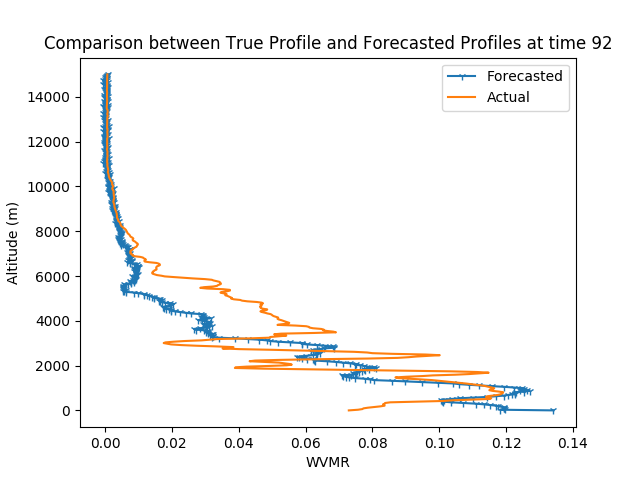 Comparison between True Profile and Forecasted Profiles at time 92
Forecasted
Actual
14000
12000
10000
8000
6000
4000
2000
0
Altitude (m)
0.00 0.02 0.04 0.06 0.08 0.10 0.12 0.14
WVMR